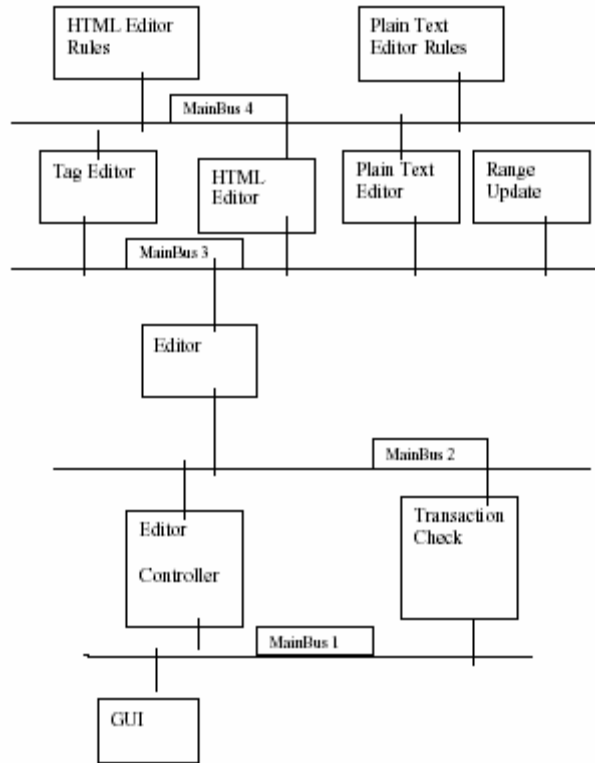 HTML Editor
Rules
Plain Text
Editor Rules
MainBus 4
Tag Editor
HTML
Editor
Plain Text
Editor
Range
Update
MainBus 3
Editor
MainBus 2
Editor
Controller
Transaction
Check
MainBus 1
GUI